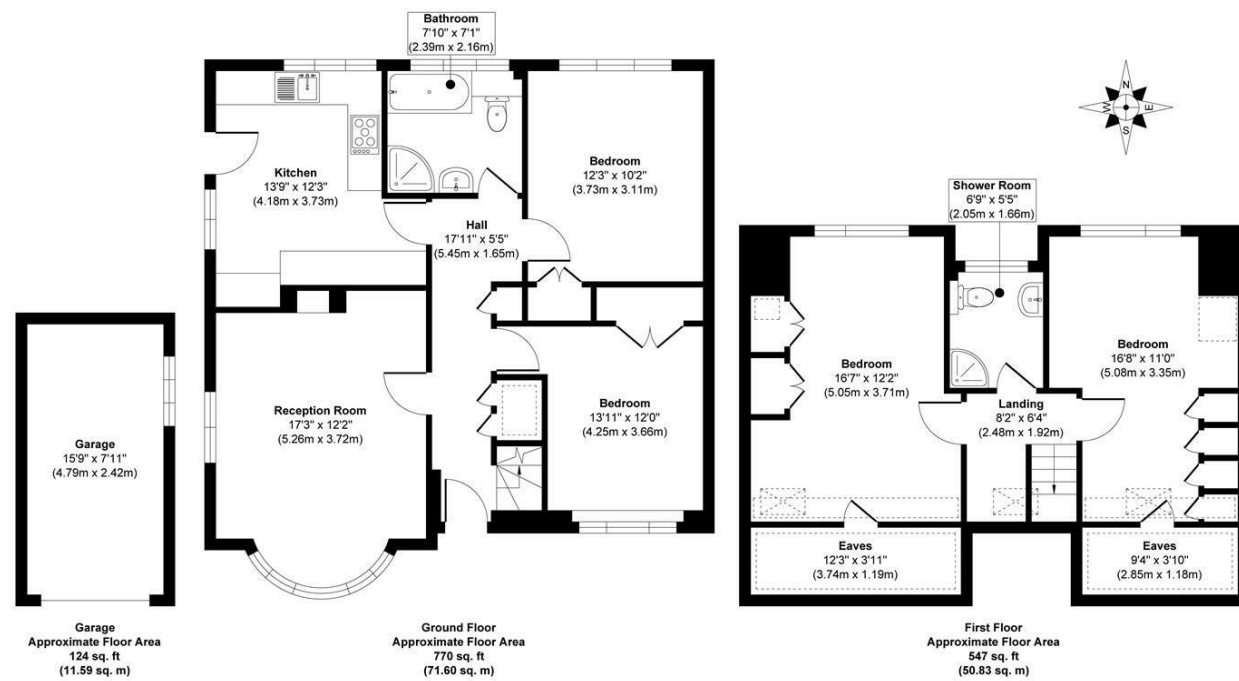 Bathroom
7'10" x 7'1"
(2.39m x 2.16m)
Kitchen
13'9" x 12'3"
(4.18m x 3.73m)
Bedroom
12'3" x 10'2"
(3.73m x 3.11m)
Hall
17'11" x 5'5"
(5.45m x 1.65m)
Reception Room
17'3" x 12'2"
(5.26m x 3.72m)
Bedroom
13'11" x 12'0"
(4.25m x 3.66m)
Garage
15'9" x 7'11"
(4.79m x 2.42m)
N
W
E
S
Shower Room
6'9" x 5'5"
(2.05m x 1.66m)
Bedroom
16'7" x 12'2"
(5.05m x 3.71m)
Bedroom
16'8" x 11'0"
(5.08m x 3.35m)
Landing
8'2" x 6'4"
(2.48m x 1.92m)
Eaves
12'3" x 3'11"
(3.74m x 1.19m)
Eaves
9'4" x 3'10"
(2.85m x 1.18m)
Garage
Approximate Floor Area
124 sq. ft
(11.59 sq. m)
Ground Floor
Approximate Floor Area
770 sq. ft
(71.60 sq. m)
First Floor
Approximate Floor Area
547 sq. ft
(50.83 sq. m)